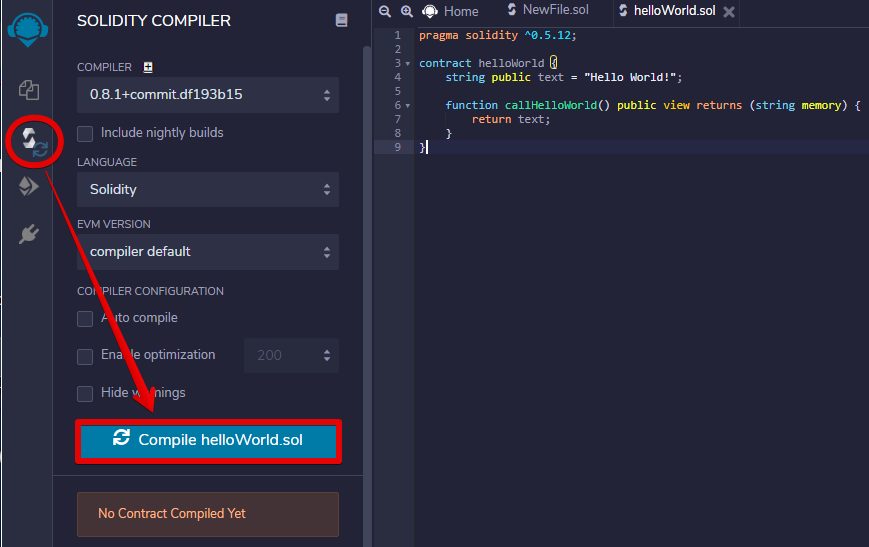 SOLIDITY COMPILER
COMPILER
0.8.1+commit.df193b15
Include nightly builds
LANGUAGE
Solidity
EVM VERSION
compiler default
COMPILER CONFIGURATION
Auto compile
Enable optimization
200
Hide warnings
Compile helloWorld.sol
No Contract Compiled Yet
Home
NewFile.sol
helloWorld.sol
1 pragma solidity ^0.5.12;
2
3 contract helloWorld {
4     string public text = "Hello World!";
5
6     function callHelloWorld() public view returns (string memory) {
7         return text;
8     }
9 }